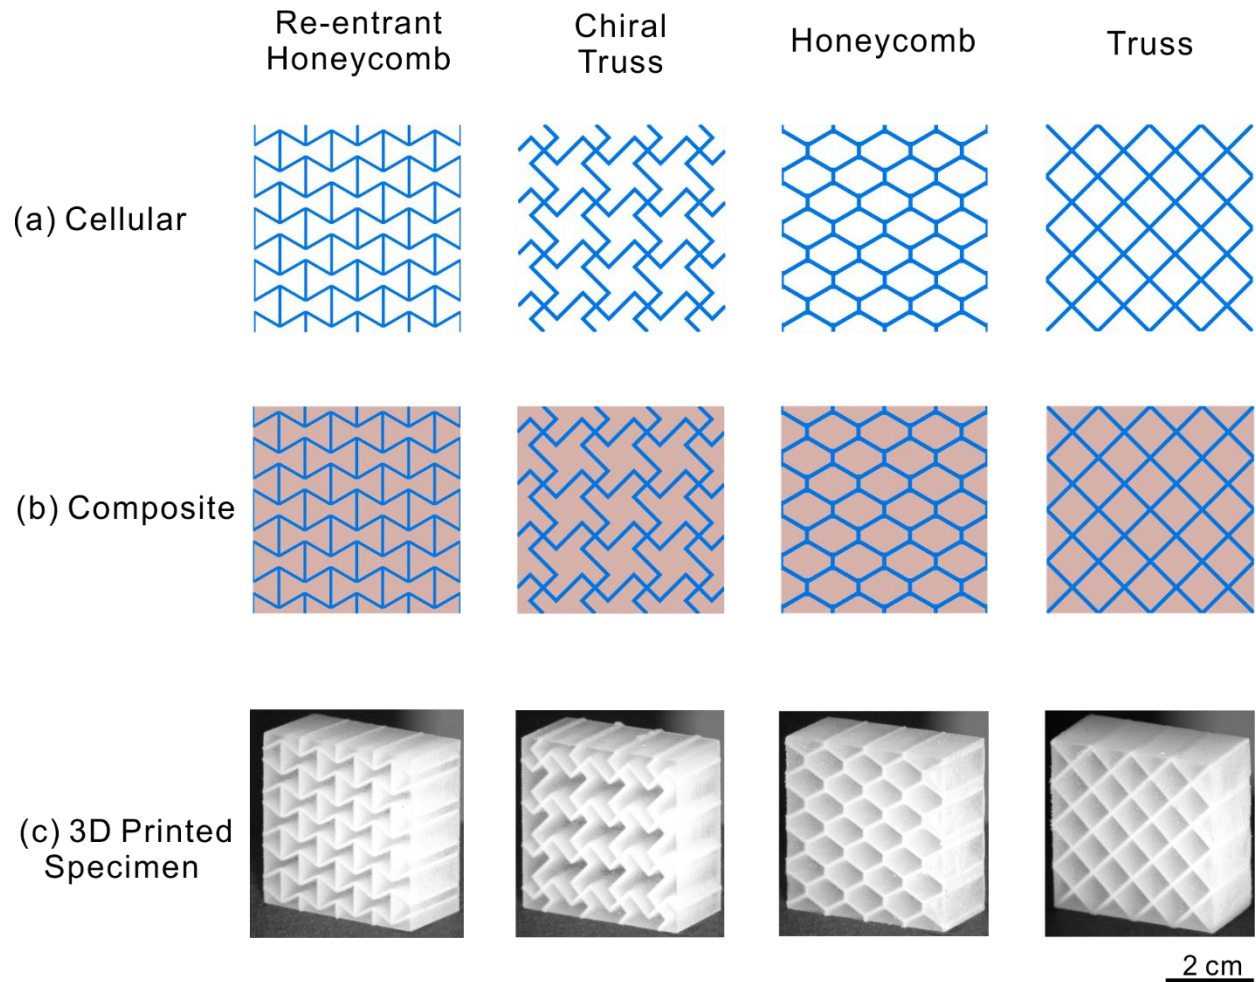 Re-entrant
Honeycomb
Chiral
Truss
Honeycomb
Truss
(a) Cellular
(b) Composite
(c) 3D Printed
Specimen
2 cm